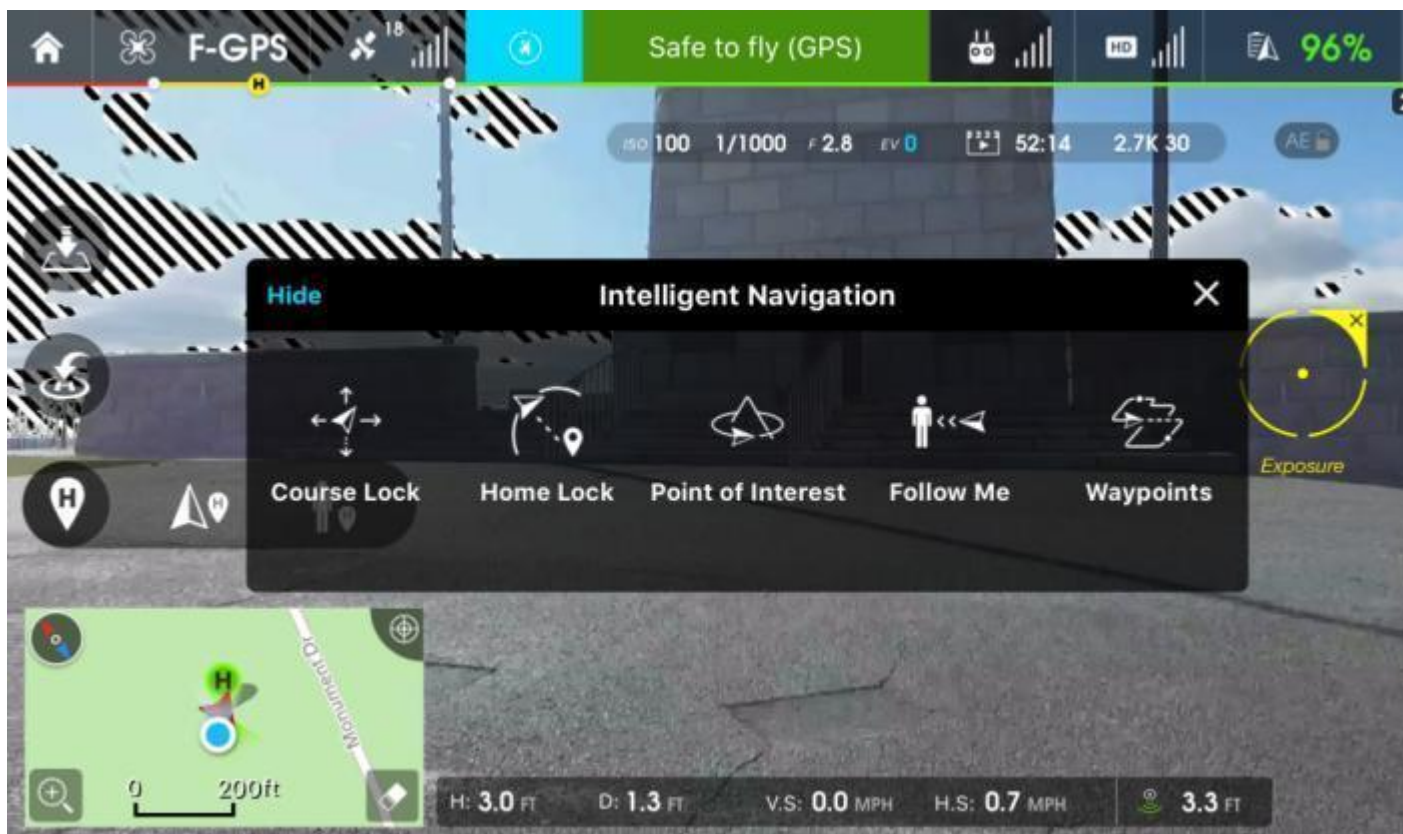 F-GPS 18 Safe to fly (GPS) HD 96%
H
ISO 100 1/1000 F 2.8 EV 0 52:14 2.7K 30 AE
Hide Intelligent Navigation
Exposure
Course Lock Home Lock Point of Interest Follow Me Waypoints
H
H
Monument Dr
0 200ft
H: 3.0 FT D: 1.3 FT V.S: 0.0 MPH H.S: 0.7 MPH 3.3 FT